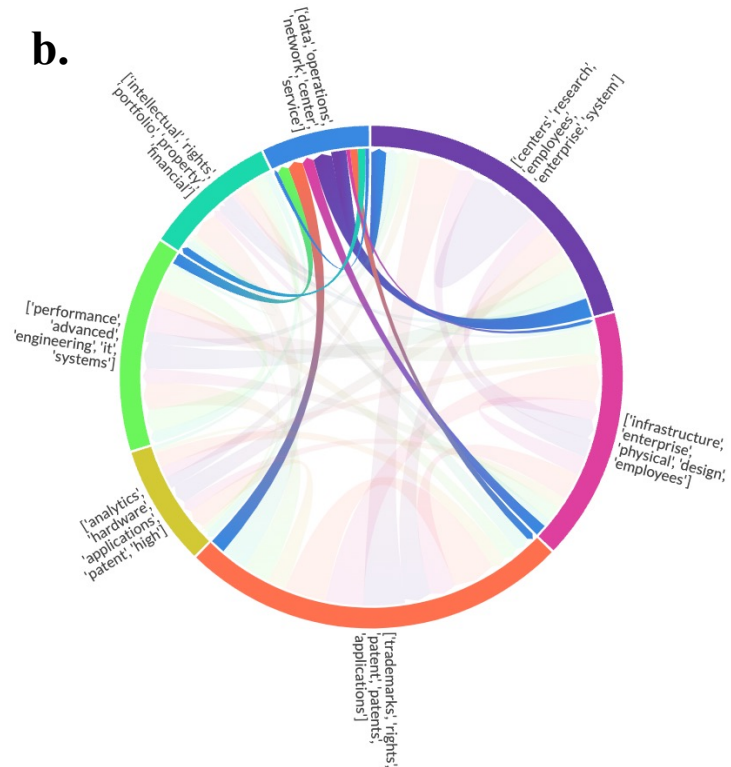 b.
['data', 'operations',
'network', 'center',
'service']
['centers', 'research',
'employees',
'enterprise', 'system']
['intellectual', 'rights',
'portfolio', 'property',
'financial']
['performance',
'advanced',
'engineering', 'it',
'systems']
['infrastructure',
'enterprise',
'physical', 'design',
'employees']
['analytics',
'hardware',
'applications',
'patent', 'high']
['trademarks', 'rights',
'patent', 'patents',
'applications']